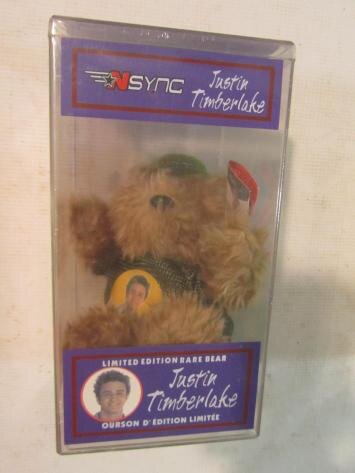 NSYNC
Justin
Timberlake
LIMITED EDITION RARE BEAR
Justin
Timberlake
OURSON D'ÉDITION LIMITÉE